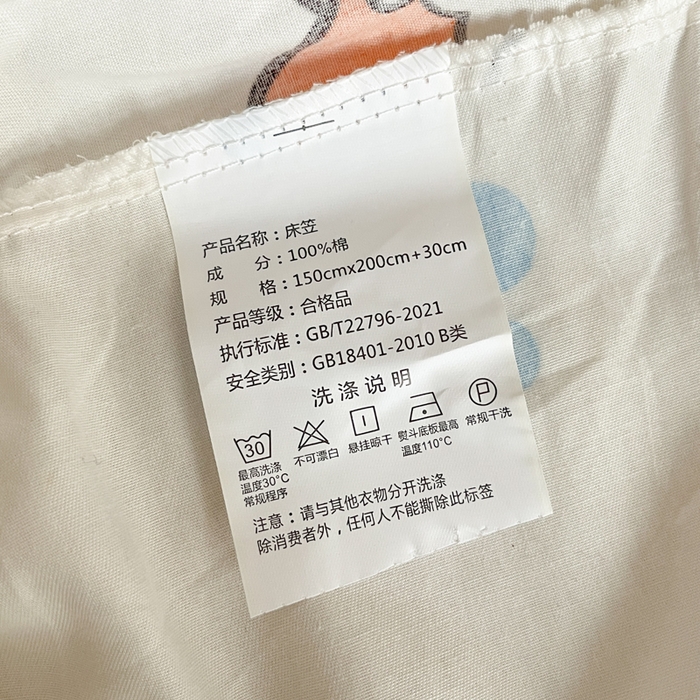 产品名称：床笠
成 分：100%棉
规 格：150cmx200cm+30cm
产品等级：合格品
执行标准：GB/T22796-2021
安全类别：GB18401-2010 B类
洗涤说明
30
P
最高洗涤
温度30°C
常规程序
不可漂白
悬挂晾干
熨斗底板最高
温度110°C
常规干洗
注意：请与其他衣物分开洗涤
除消费者外，任何人不能撕除此标签